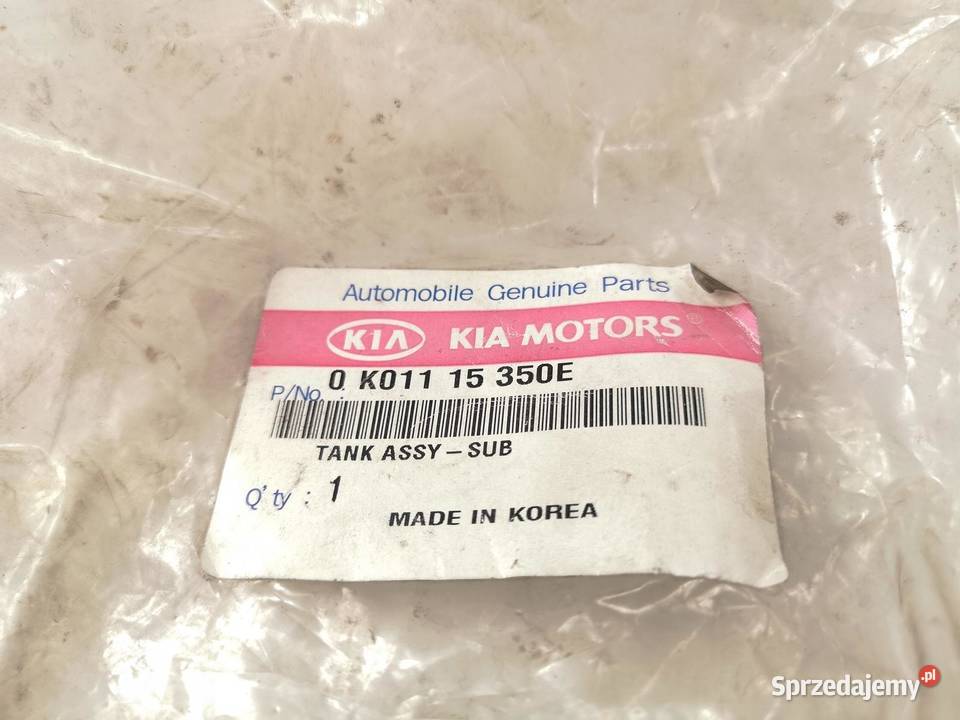 Automobile Genuine Parts
KIA KIA MOTORS®
P/No. : 0 K011 15 350E
TANK ASSY – SUB
Q'ty : 1
MADE IN KOREA
Sprzedajemy.pl